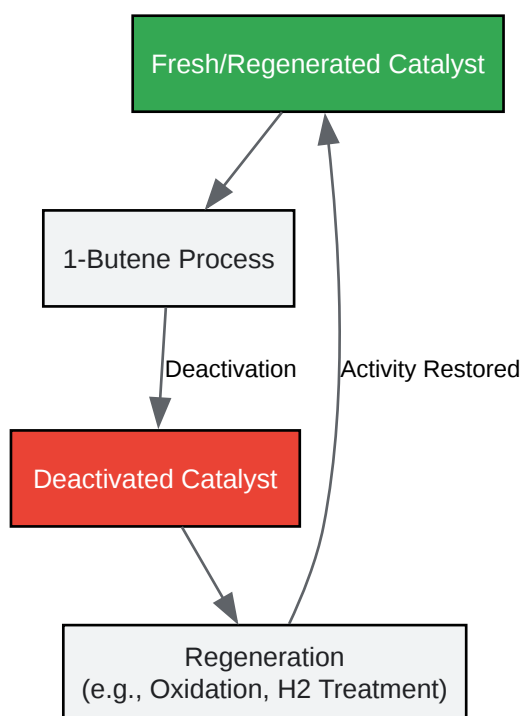 Fresh/Regenerated Catalyst
1-Butene Process
Deactivation
Activity Restored
Deactivated Catalyst
Regeneration
(e.g., Oxidation, H2 Treatment)